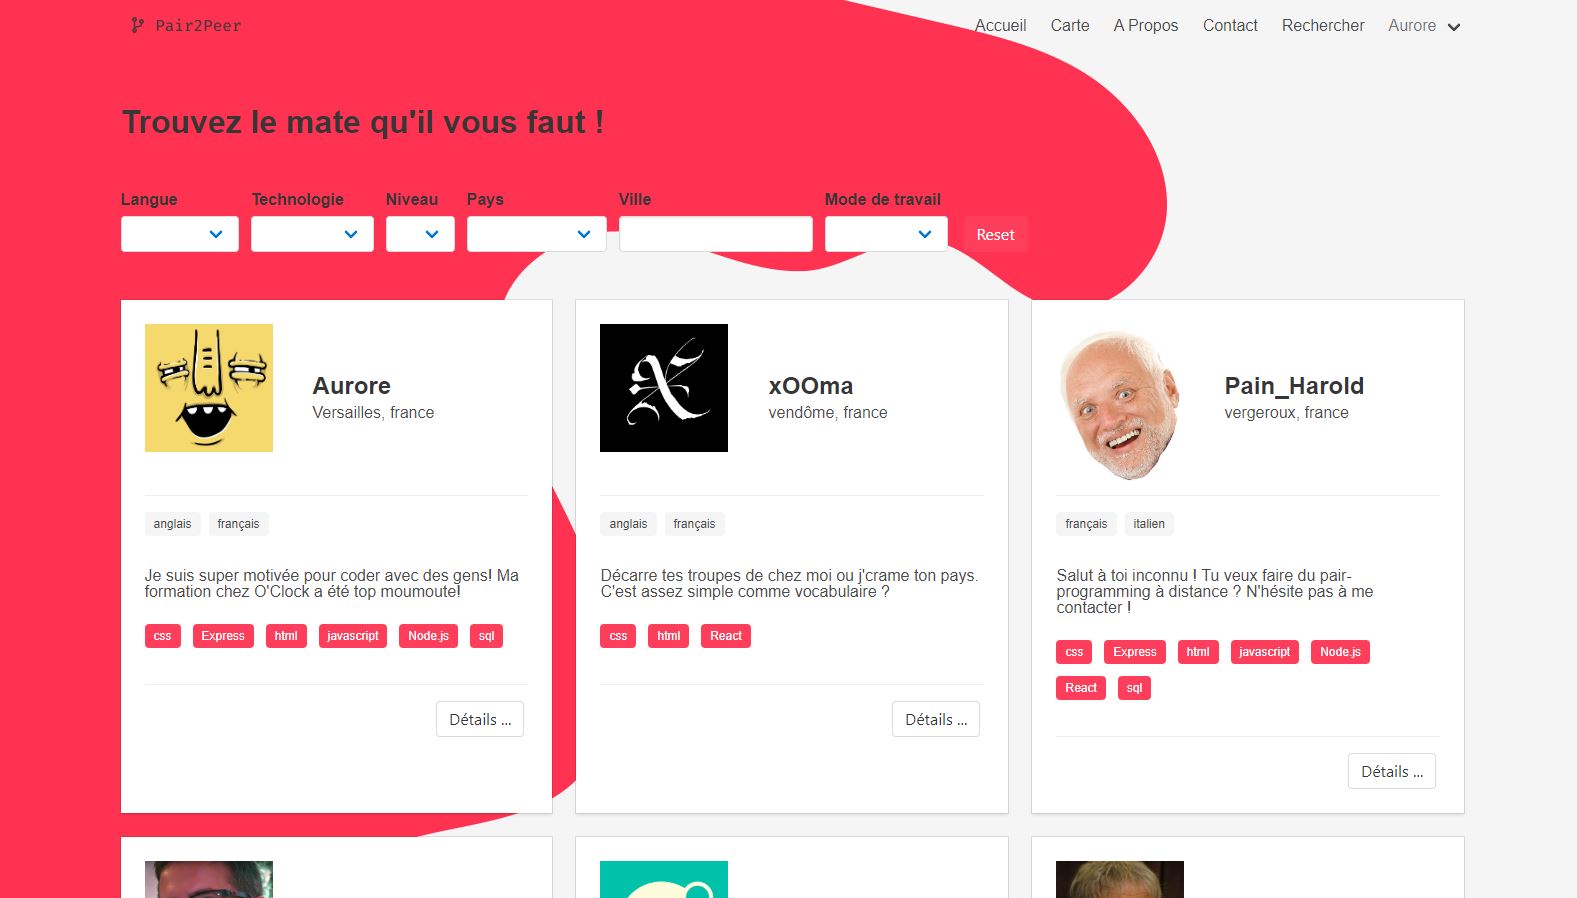 Pair2Peer
Accueil Carte A Propos Contact Rechercher Aurore
Trouvez le mate qu'il vous faut !
Langue Technologie Niveau Pays Ville Mode de travail
Reset
Aurore
Versailles, france
anglais français
Je suis super motivée pour coder avec des gens! Ma
formation chez O'Clock a été top moumoute!
css Express html javascript Node.js sql
Détails ...
xOOma
vendôme, france
anglais français
Décarre tes troupes de chez moi ou j'crame ton pays.
C'est assez simple comme vocabulaire ?
css html React
Détails ...
Pain_Harold
vergeroux, france
français italien
Salut à toi inconnu ! Tu veux faire du pair-
programming à distance ? N'hésite pas à me
contacter !
css Express html javascript Node.js
React sql
Détails ...